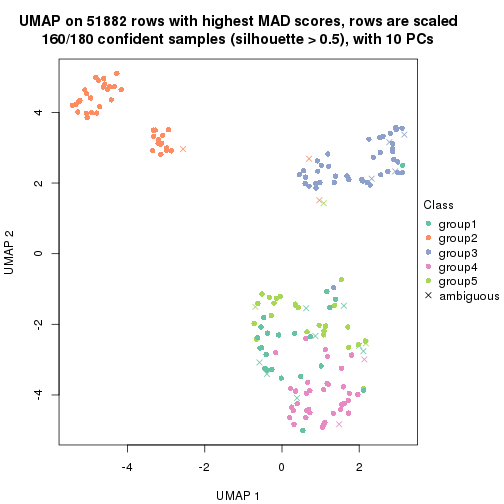 UMAP on 51882 rows with highest MAD scores, rows are scaled
160/180 confident samples (silhouette > 0.5), with 10 PCs
4
2
0
-2
-4
UMAP 2
-4
-2
0
2
UMAP 1
Class
group1
group2
group3
group4
group5
ambiguous